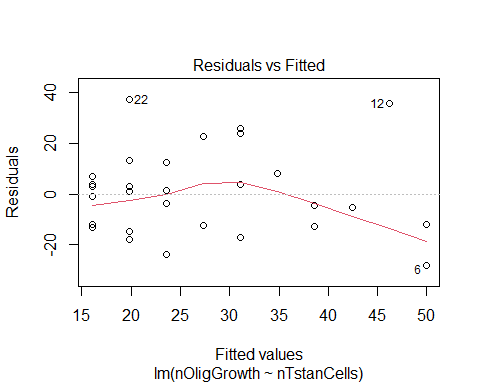 Residuals vs Fitted
40
20
0
-20
Residuals
22
12
6
15 20 25 30 35 40 45 50
Fitted values
lm(nOligGrowth ~ nTstanCells)